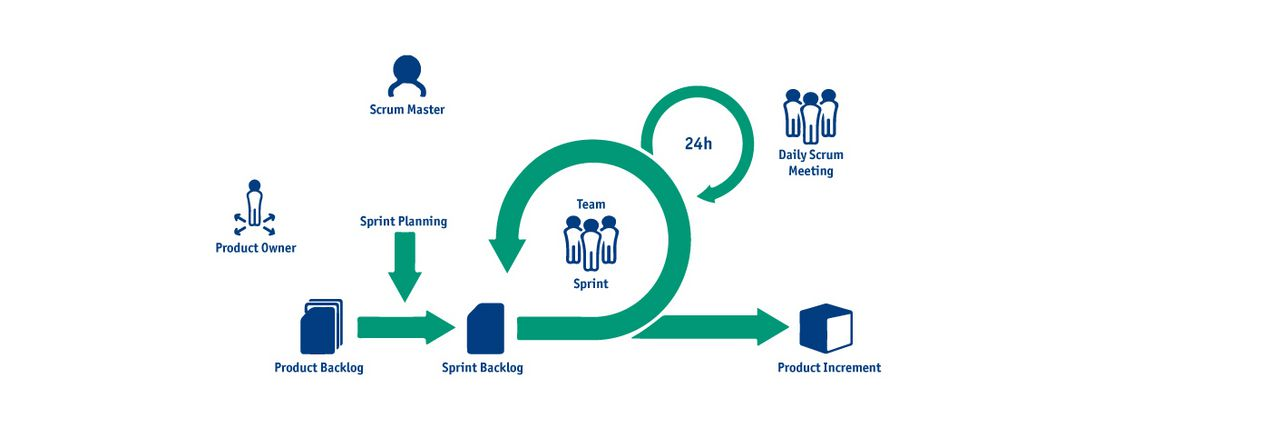 Scrum Master
24h
Daily Scrum
Meeting
Team
Sprint Planning
Product Owner
Sprint
Product Backlog
Sprint Backlog
Product Increment